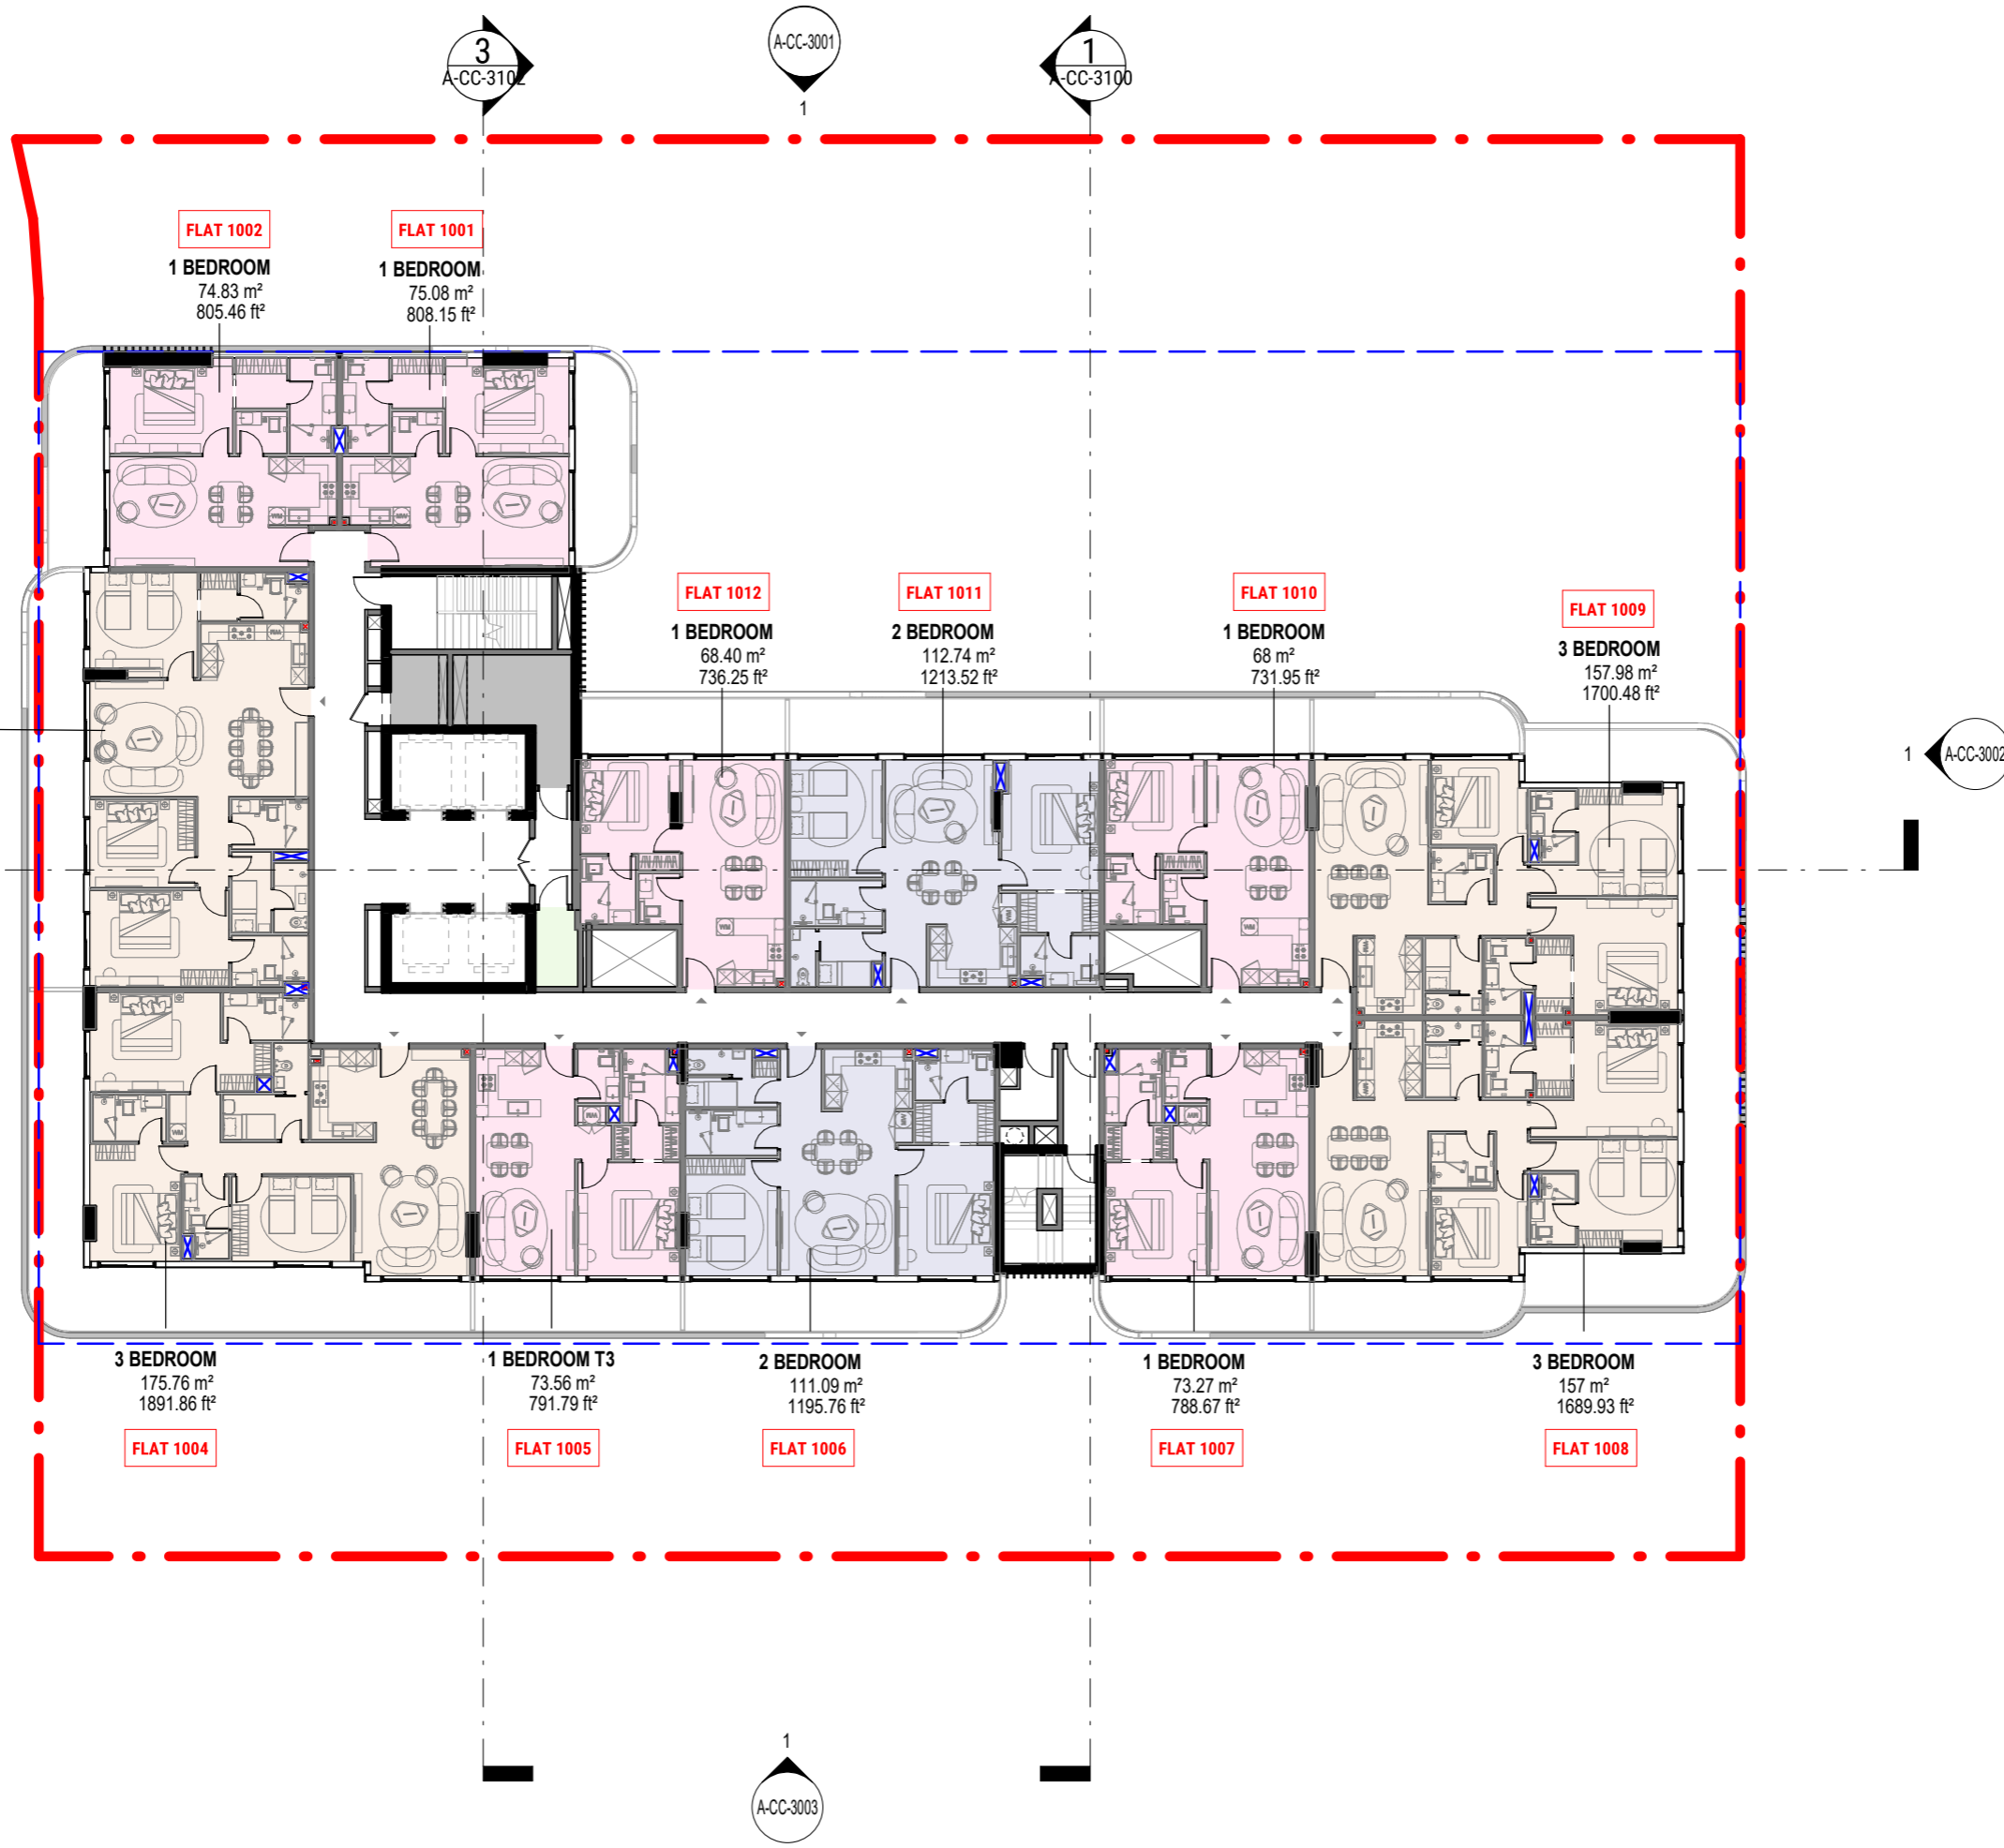 3
A-CC-3102
A-CC-3001
1
1
A-CC-3100
FLAT 1002
1 BEDROOM
74.83 m²
805.46 ft²
FLAT 1001
1 BEDROOM
75.08 m²
808.15 ft²
FLAT 1012
1 BEDROOM
68.40 m²
736.25 ft²
FLAT 1011
2 BEDROOM
112.74 m²
1213.52 ft²
FLAT 1010
1 BEDROOM
68 m²
731.95 ft²
FLAT 1009
3 BEDROOM
157.98 m²
1700.48 ft²
1
A-CC-3002
3 BEDROOM
175.76 m²
1891.86 ft²
FLAT 1004
1 BEDROOM T3
73.56 m²
791.79 ft²
FLAT 1005
2 BEDROOM
111.09 m²
1195.76 ft²
FLAT 1006
1 BEDROOM
73.27 m²
788.67 ft²
FLAT 1007
3 BEDROOM
157 m²
1689.93 ft²
FLAT 1008
1
A-CC-3003